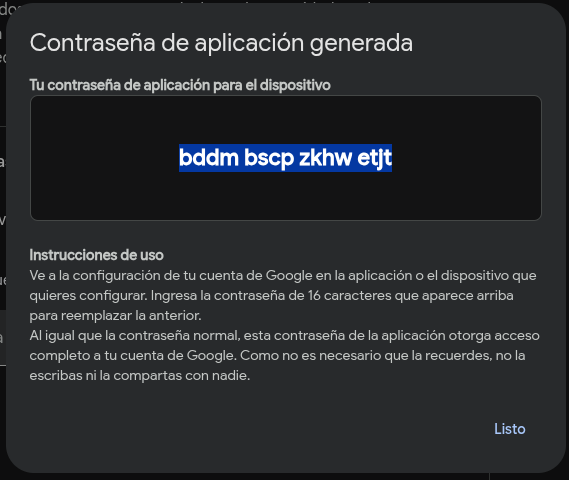 Contraseña de aplicación generada
Tu contraseña de aplicación para el dispositivo
bddm bscp zkhw etjt
Instrucciones de uso
Ve a la configuración de tu cuenta de Google en la aplicación o el dispositivo que
quieres configurar. Ingresa la contraseña de 16 caracteres que aparece arriba
para reemplazar la anterior.
Al igual que la contraseña normal, esta contraseña de la aplicación otorga acceso
completo a tu cuenta de Google. Como no es necesario que la recuerdes, no la
escribas ni la compartas con nadie.
Listo